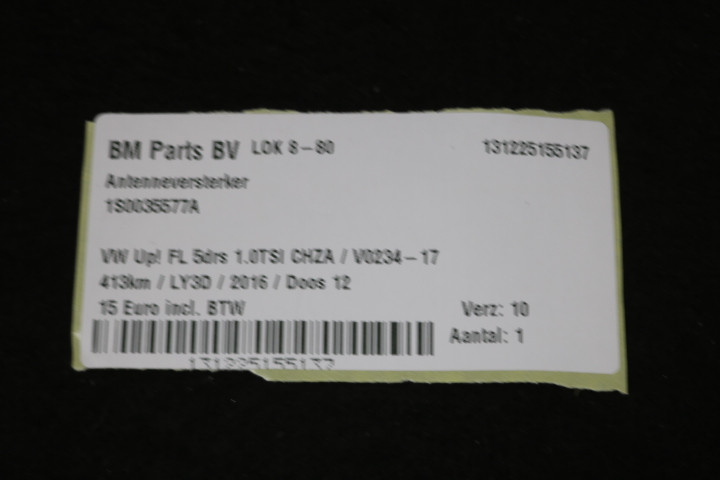 BM Parts BV LOK 8-80 131225155137
Antenneversterker
1S0035577A
VW Up! FL 5drs 1.0TSI CHZA / V0234-17
413km / LY3D / 2016 / Doos 12
15 Euro incl. BTW Verz: 10
Aantal: 1
131225155137